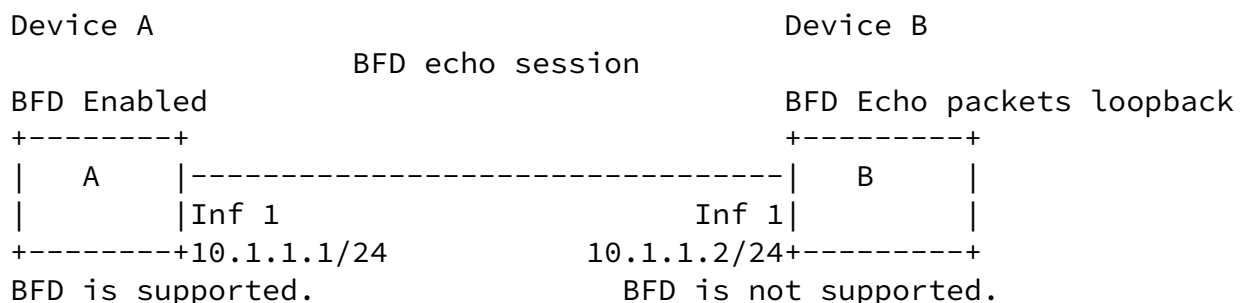 Device A                                   Device B
                   BFD echo session
BFD Enabled                                BFD Echo packets loopback
+--------+                                 +---------+
|   A    |---------------------------------|   B     |
|        |Inf 1                       Inf 1|         |
+--------+10.1.1.1/24           10.1.1.2/24+---------+
BFD is supported.                 BFD is not supported.